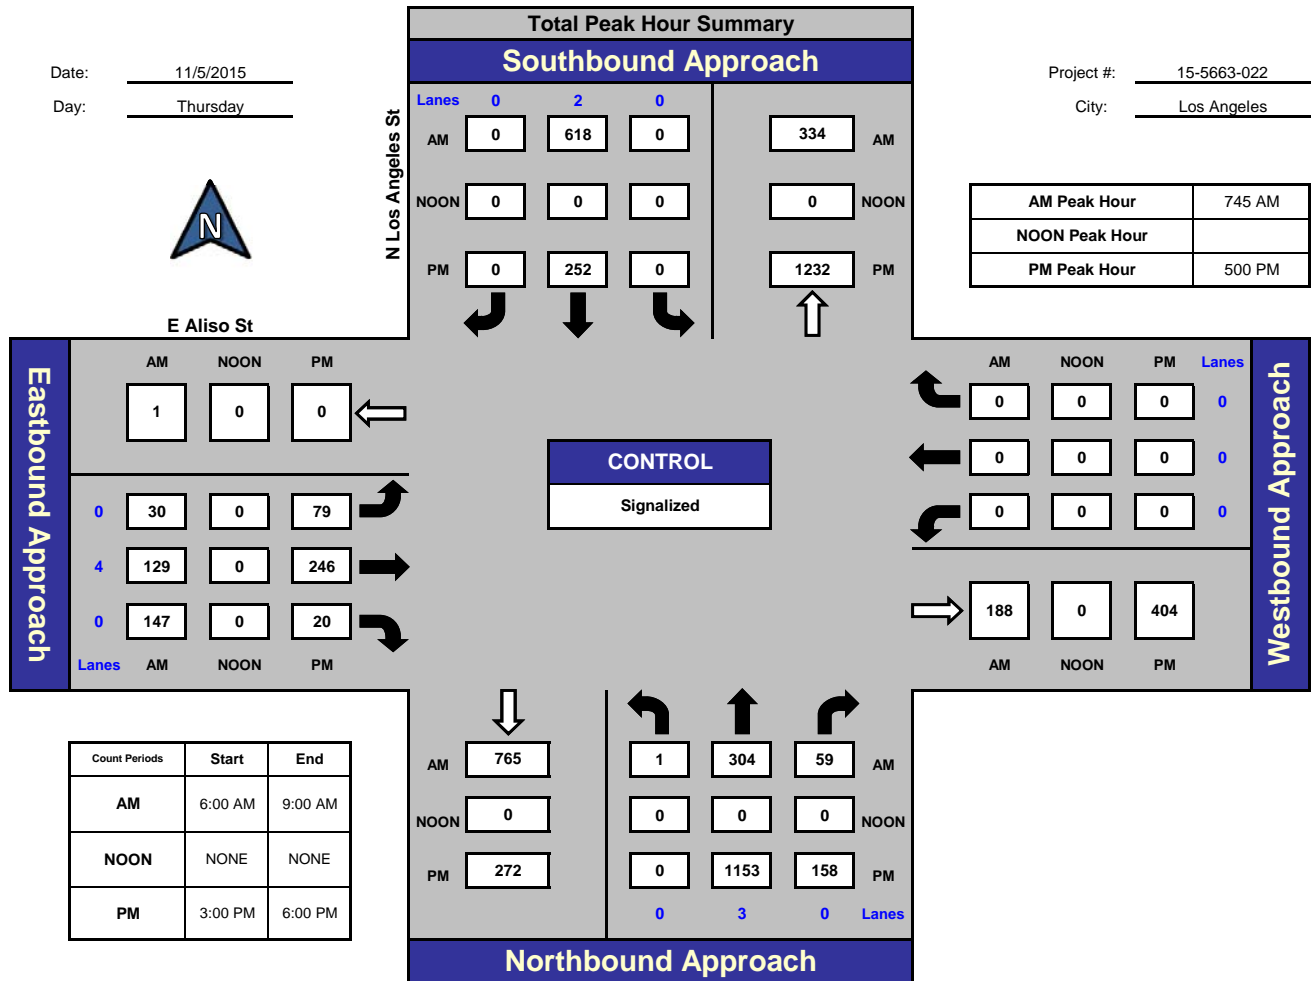 Total Peak Hour Summary
Southbound Approach
Date: 11/5/2015
Day: Thursday
Project #: 15-5663-022
City: Los Angeles
N
N Los Angeles St
E Aliso St
Lanes 0 2 0
AM 0 618 0 334 AM
NOON 0 0 0 0 NOON
PM 0 252 0 1232 PM
AM Peak Hour 745 AM
NOON Peak Hour
PM Peak Hour 500 PM
Eastbound Approach
AM NOON PM
1 0 0
0 30 0 79
4 129 0 246
0 147 0 20
Lanes AM NOON PM
CONTROL
Signalized
Westbound Approach
AM NOON PM Lanes
0 0 0 0
0 0 0 0
0 0 0 0
188 0 404
AM NOON PM
Count Periods Start End
AM 6:00 AM 9:00 AM
NOON NONE NONE
PM 3:00 PM 6:00 PM
AM 765 1 304 59 AM
NOON 0 0 0 0 NOON
PM 272 0 1153 158 PM
0 3 0 Lanes
Northbound Approach